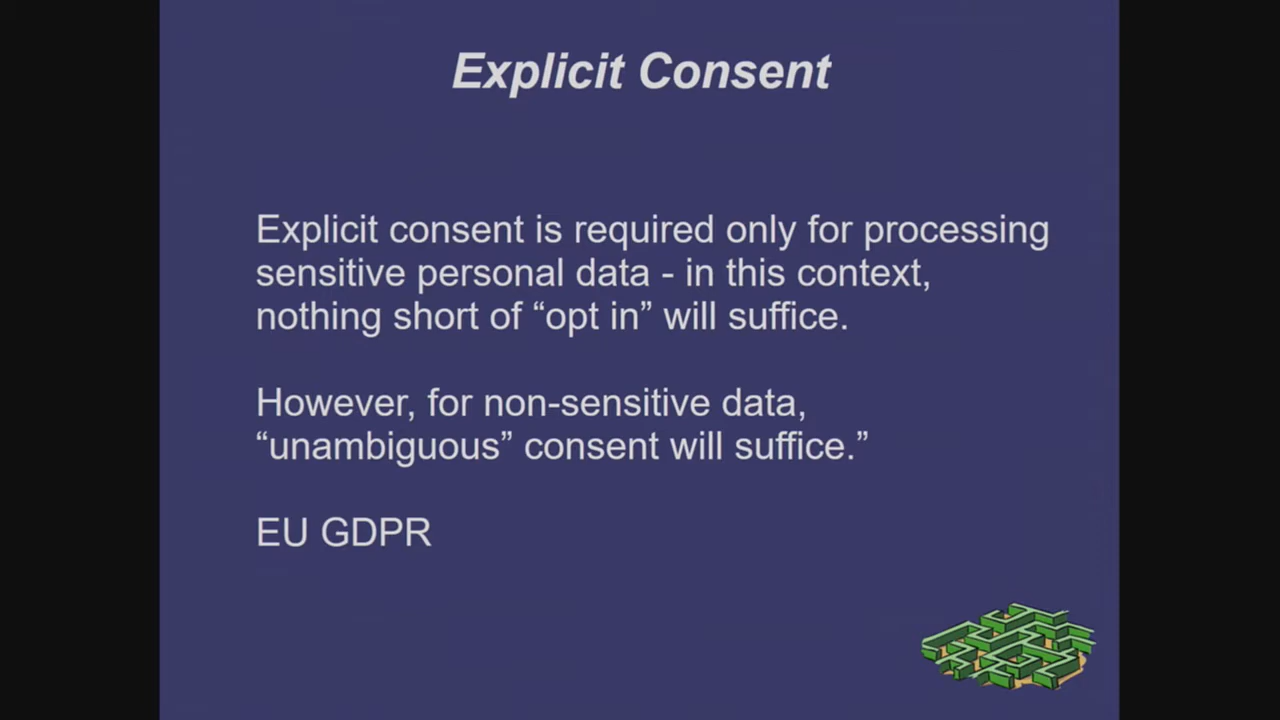 Explicit Consent
Explicit consent is required only for processing
sensitive personal data - in this context,
nothing short of “opt in” will suffice.
However, for non-sensitive data,
“unambiguous” consent will suffice.”
EU GDPR